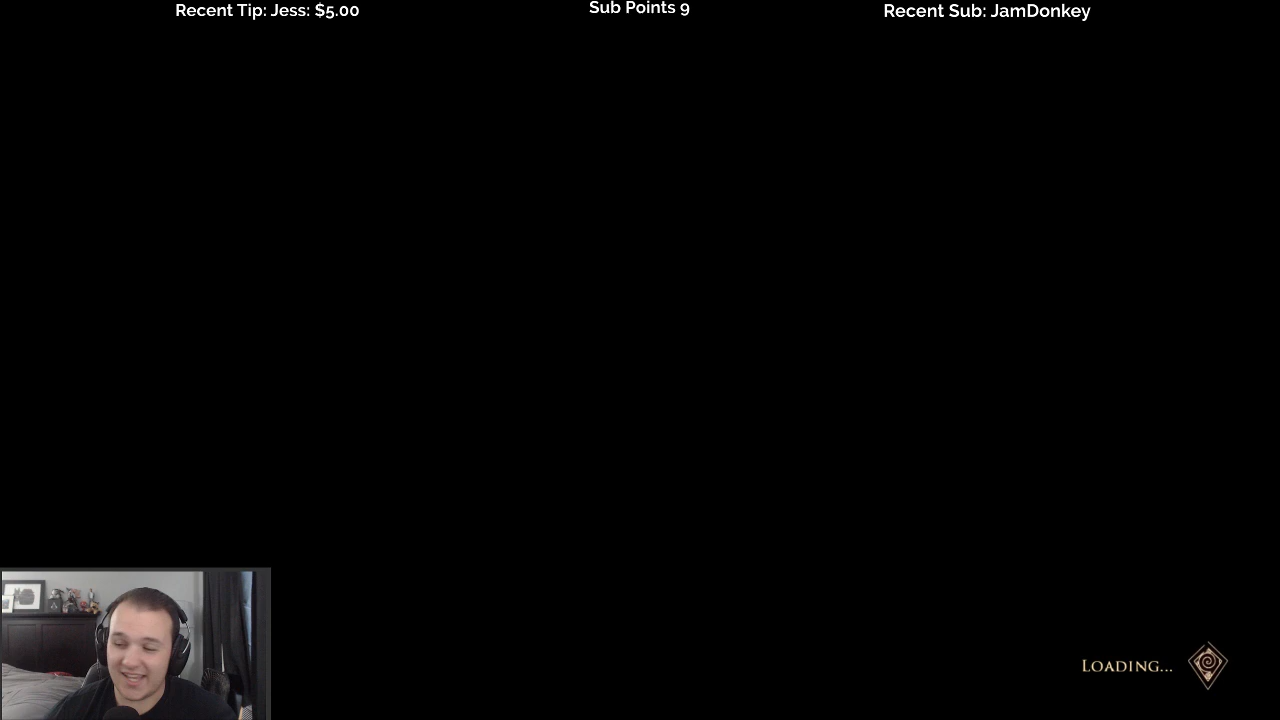 Recent Tip: Jess: $5.00
Sub Points 9
Recent Sub: JamDonkey
Loading...